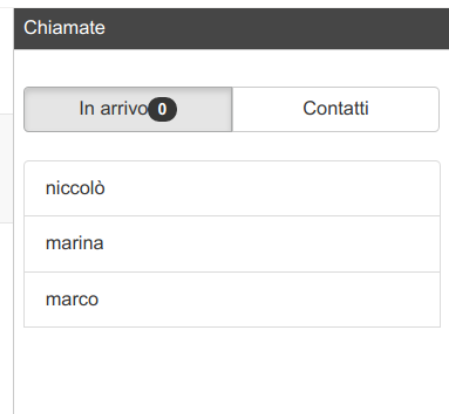 Chiamate
In arrivo 0 Contatti
niccolò
marina
marco